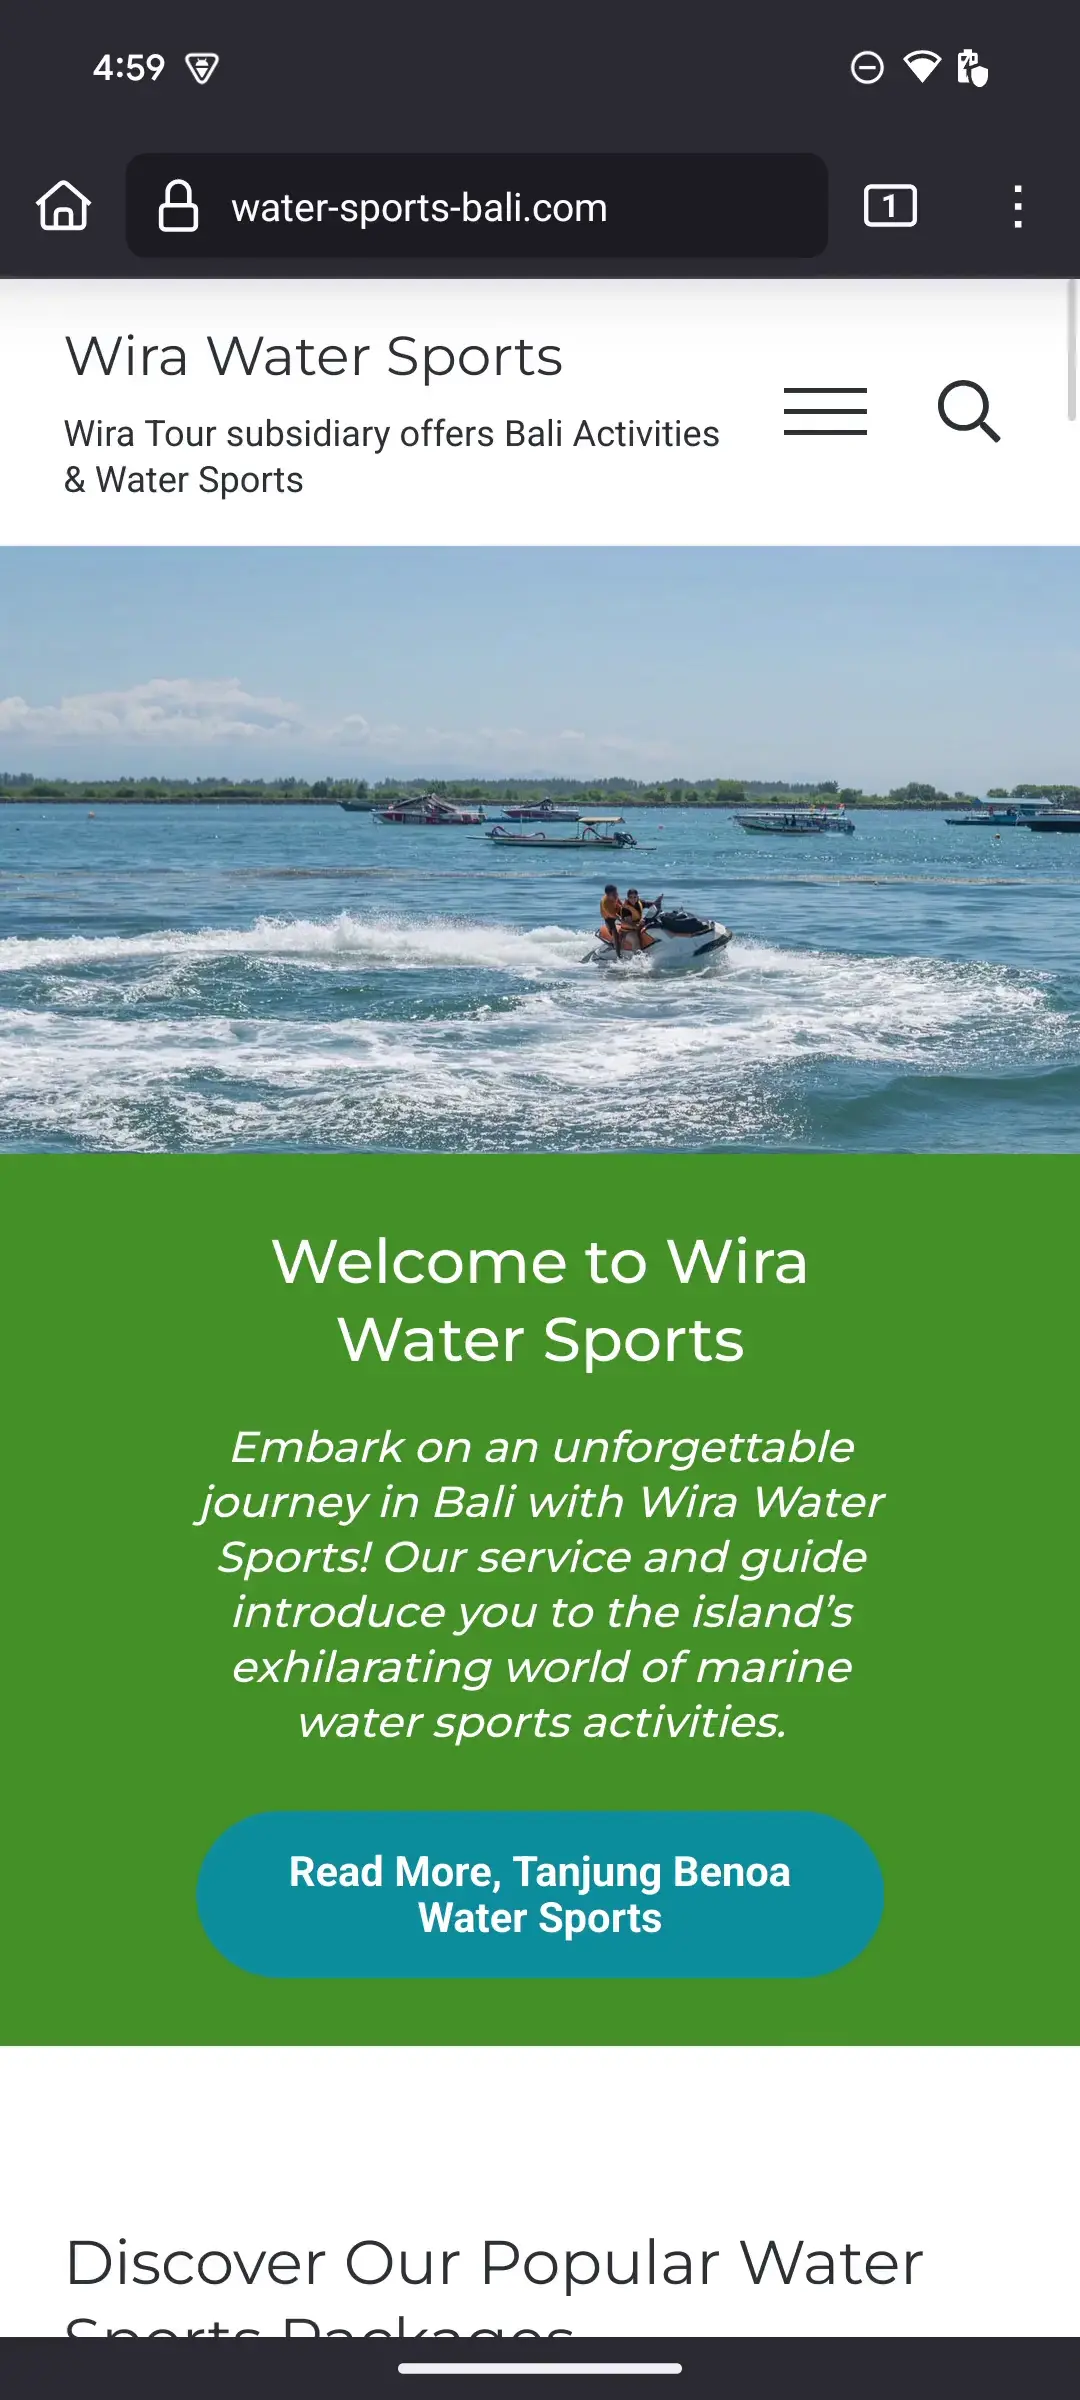 4:59
water-sports-bali.com
1
Wira Water Sports
Wira Tour subsidiary offers Bali Activities
& Water Sports
Welcome to Wira
Water Sports
Embark on an unforgettable
journey in Bali with Wira Water
Sports! Our service and guide
introduce you to the island’s
exhilarating world of marine
water sports activities.
Read More, Tanjung Benoa
Water Sports
Discover Our Popular Water
Sports Packages